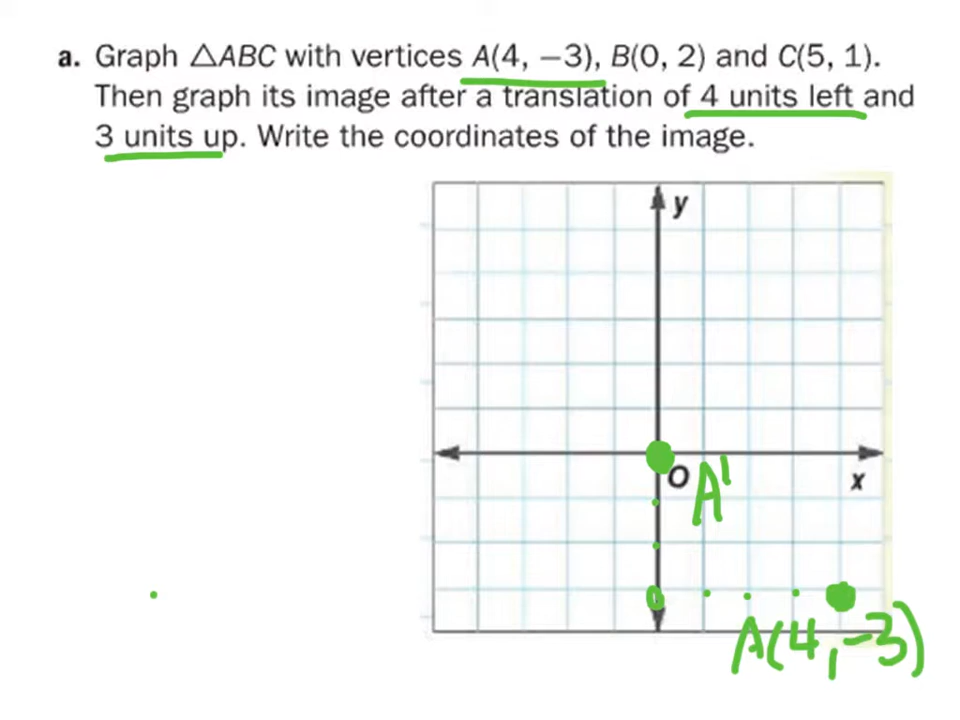 a. Graph △ABC with vertices A(4, −3), B(0, 2) and C(5, 1).
Then graph its image after a translation of 4 units left and
3 units up. Write the coordinates of the image.
y
O
A'
x
A(4,-3)